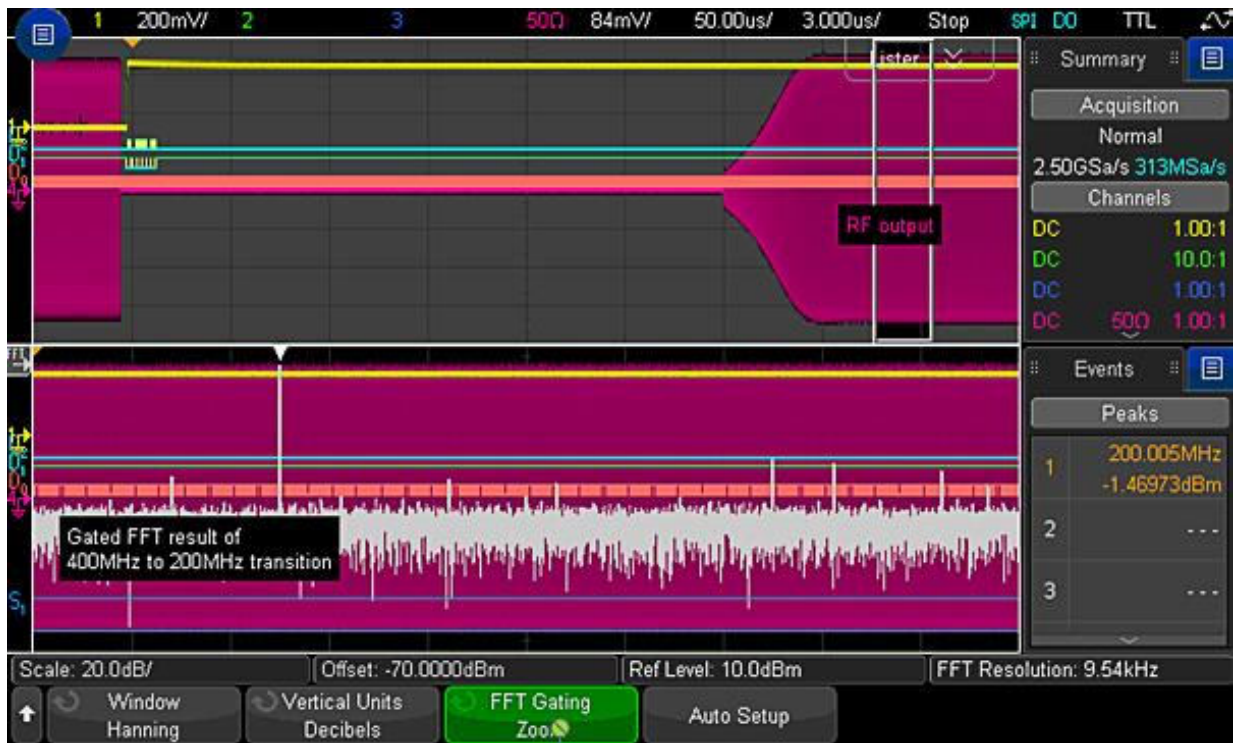 1 200mV/ 2 3 50Ω 84mV/ 50.00us/ 3.000us/ Stop SPI D0 TTL
Lister
Summary
Acquisition
Normal
2.50GSa/s 313MSa/s
Channels
DC 1.00:1
DC 10.0:1
DC 1.00:1
DC 50Ω 1.00:1
RF output
Events
Peaks
1 200.005MHz
-1.46973dBm
2 ---
3 ---
Gated FFT result of
400MHz to 200MHz transition
S1
Scale: 20.0dB/ Offset: -70.0000dBm Ref Level: 10.0dBm FFT Resolution: 9.54kHz
Window Vertical Units FFT Gating Auto Setup
Hanning Decibels